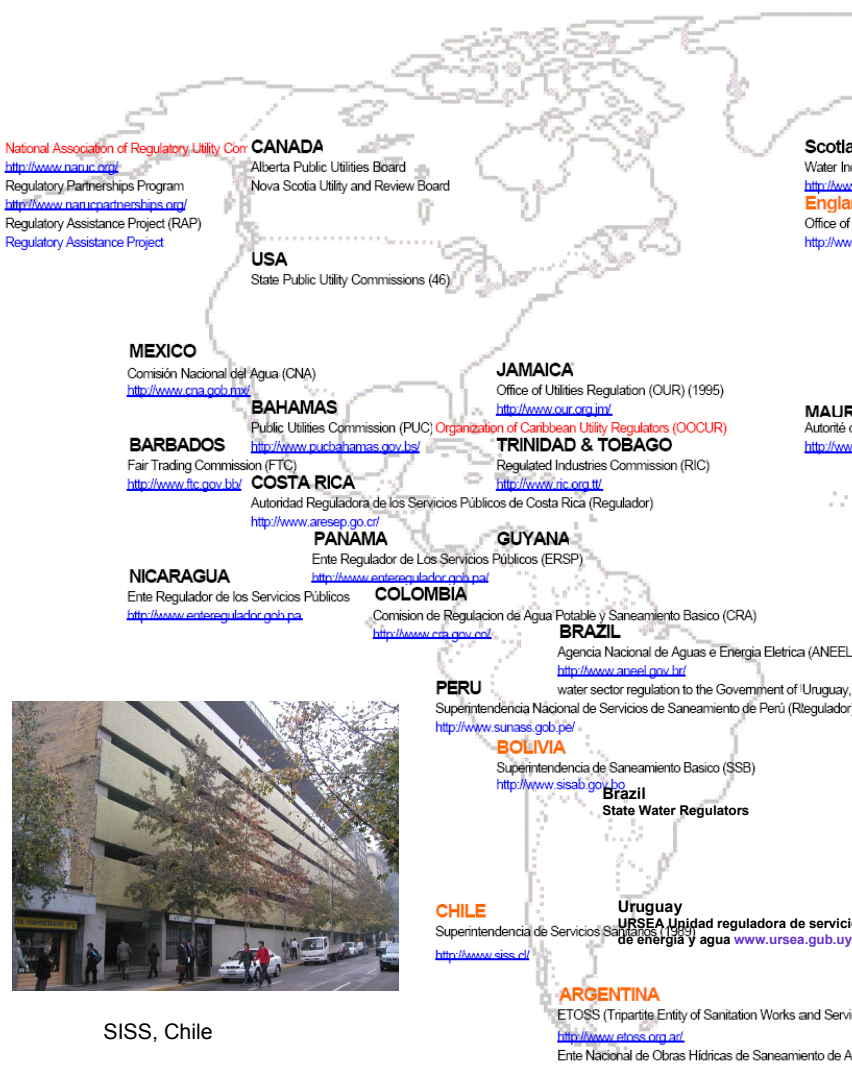 National Association of Regulatory Utility Com
http://www.naruc.org/
Regulatory Partnerships Program
http://www.narucpartnerships.org/
Regulatory Assistance Project (RAP)
Regulatory Assistance Project
CANADA
Alberta Public Utilities Board
Nova Scotia Utility and Review Board
USA
State Public Utility Commissions (46)
Scotla
Water Inc
http://www
Englan
Office of
http://ww
MEXICO
Comisión Nacional del Agua (CNA)
http://www.cna.gob.mx/
JAMAICA
Office of Utilities Regulation (OUR) (1995)
http://www.our.org.jm/
BAHAMAS
Public Utilities Commission (PUC)
http://www.pucbahamas.gov.bs/
Organization of Caribbean Utility Regulators (OOCUR)
MAUR
Autorité d
http://www
BARBADOS
Fair Trading Commission (FTC)
http://www.ftc.gov.bb/
TRINIDAD & TOBAGO
Regulated Industries Commission (RIC)
http://www.ric.org.tt/
COSTA RICA
Autoridad Reguladora de los Servicios Públicos de Costa Rica (Regulador)
http://www.aresep.go.cr/
PANAMA
Ente Regulador de Los Servicios Públicos (ERSP)
http://www.enteregulador.gob.pa/
GUYANA
NICARAGUA
Ente Regulador de los Servicios Públicos
http://www.enteregulador.gob.pa
COLOMBIA
Comision de Regulacion de Agua Potable y Saneamiento Basico (CRA)
http://www.cra.gov.co/
BRAZIL
Agencia Nacional de Aguas e Energia Eletrica (ANEEL
http://www.aneel.gov.br/
water sector regulation to the Government of Uruguay,
PERU
Superintendencia Nacional de Servicios de Saneamiento de Perú (Regulador
http://www.sunass.gob.pe/
BOLIVIA
Superintendencia de Saneamiento Basico (SSB)
http://www.sisab.gov.bo
Brazil
State Water Regulators
CHILE
Superintendencia de Servicios Sanitarios (1989)
http://www.siss.cl/
Uruguay
URSEA Unidad reguladora de servicio
de energía y agua www.ursea.gub.uy
ARGENTINA
ETOSS (Tripartite Entity of Sanitation Works and Servi
http://www.etoss.org.ar/
Ente Nacional de Obras Hídricas de Saneamiento de A
SISS, Chile